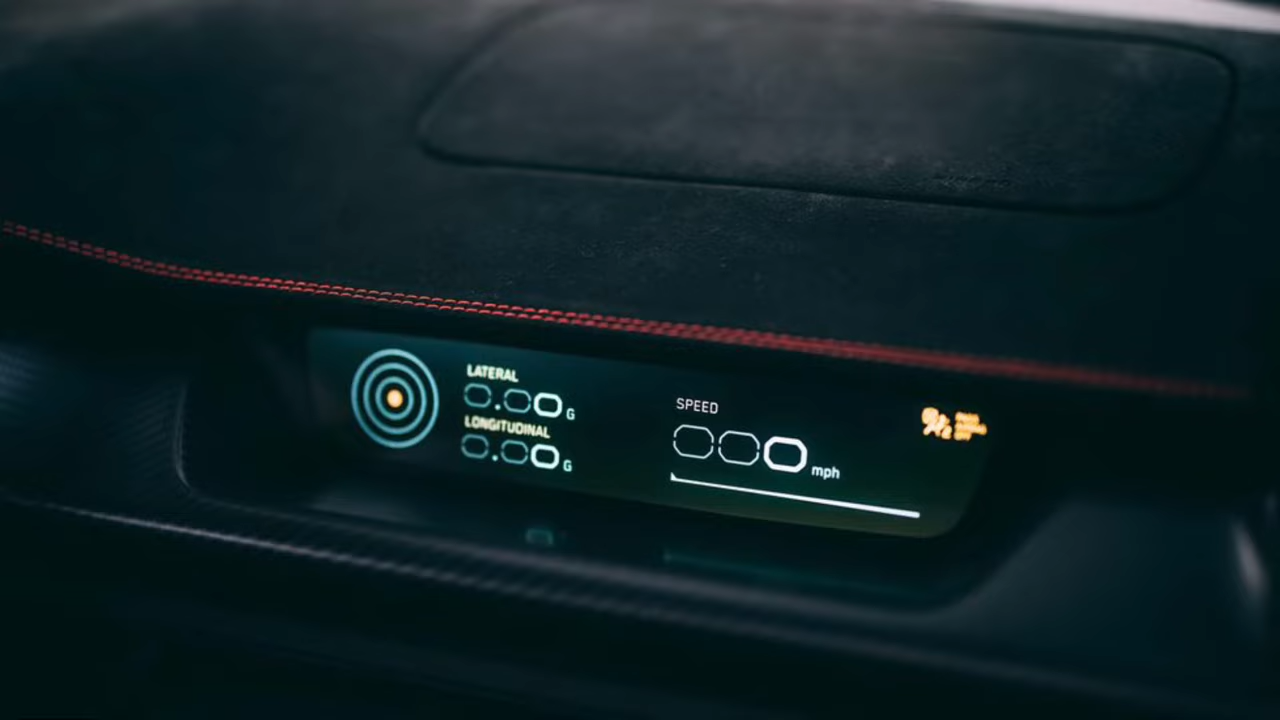 LATERAL
0.00 G
LONGITUDINAL
0.00 G
SPEED
000 mph